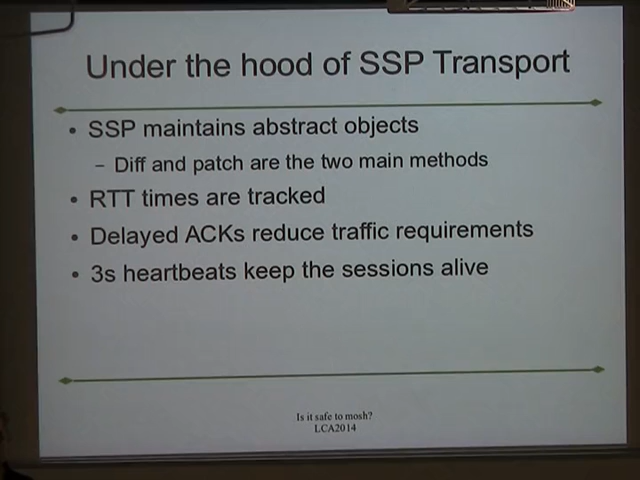 Under the hood of SSP Transport
• SSP maintains abstract objects
– Diff and patch are the two main methods
• RTT times are tracked
• Delayed ACKs reduce traffic requirements
• 3s heartbeats keep the sessions alive
Is it safe to mosh?
LCA2014